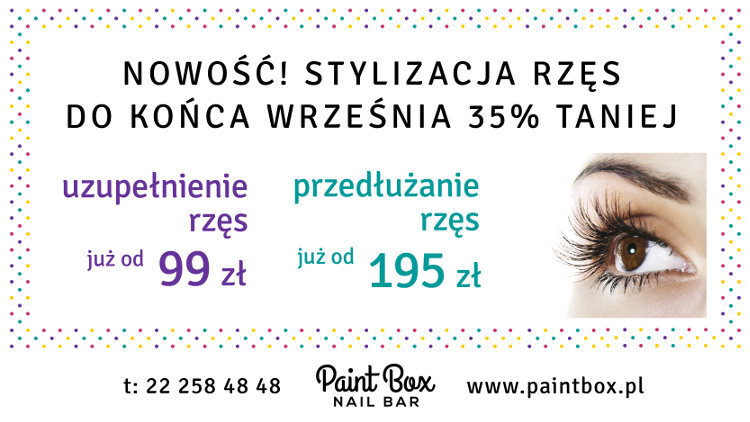 NOWOŚĆ! STYLIZACJA RZĘS
DO KOŃCA WRZEŚNIA 35% TANIEJ
uzupełnienie
rzęs
już od 99 zł
przedłużanie
rzęs
już od 195 zł
t: 22 258 48 48
Paint Box
NAIL BAR
www.paintbox.pl